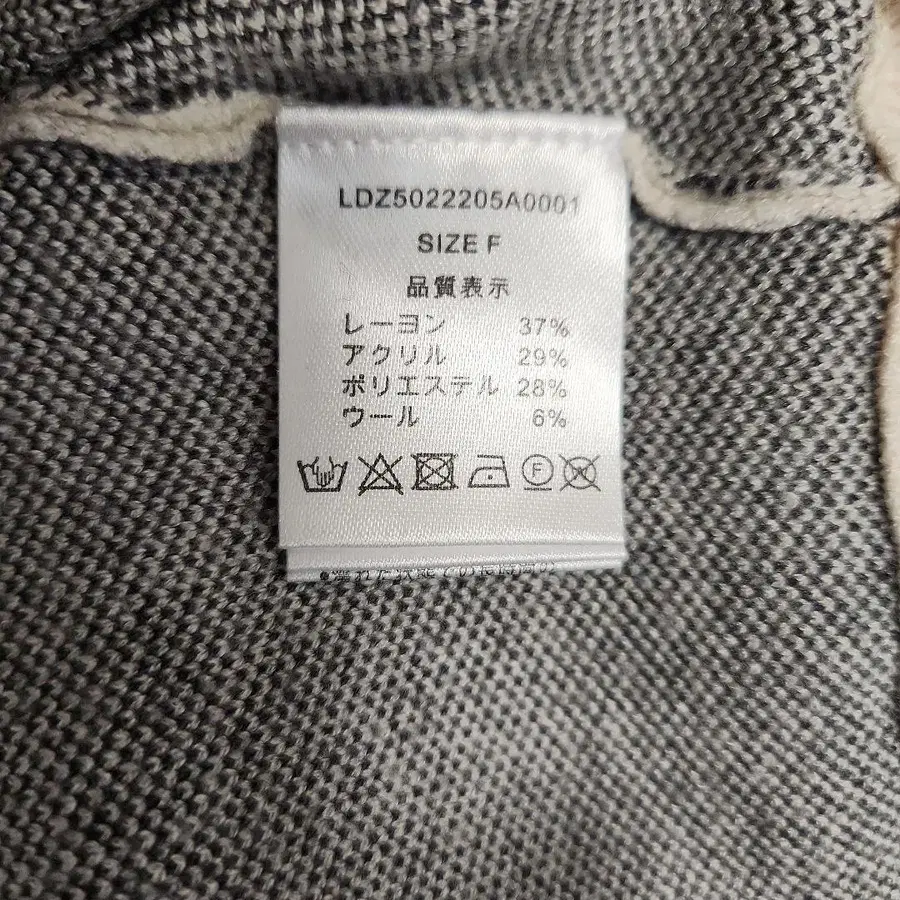 LDZ5022205A0001
SIZE F
品質表示
レーヨン 37%
アクリル 29%
ポリエステル 28%
ウール 6%
F